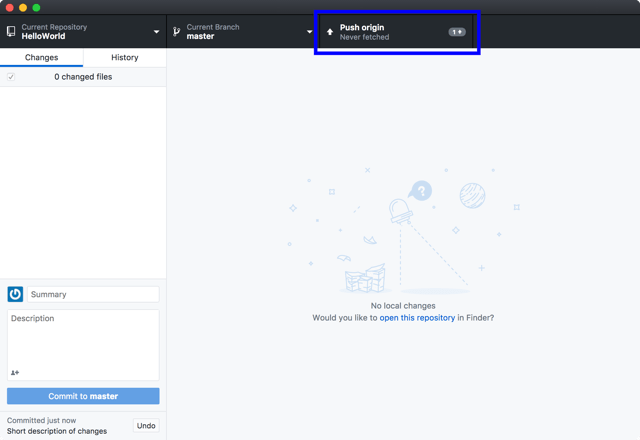 Current Repository
HelloWorld
Current Branch
master
Push origin
Never fetched
1
Changes
History
0 changed files
?
No local changes
Would you like to open this repository in Finder?
Summary
Description
Commit to master
Committed just now
Short description of changes
Undo